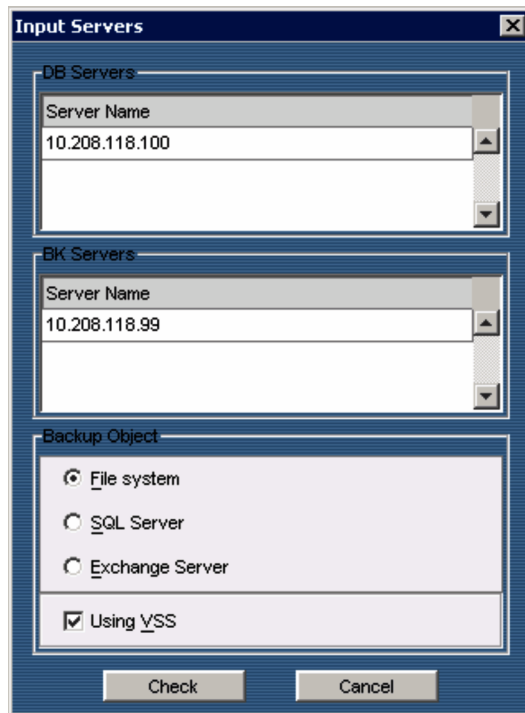 Input Servers
DB Servers
Server Name
10.208.118.100
BK Servers
Server Name
10.208.118.99
Backup Object
File system
SQL Server
Exchange Server
Using VSS
Check Cancel